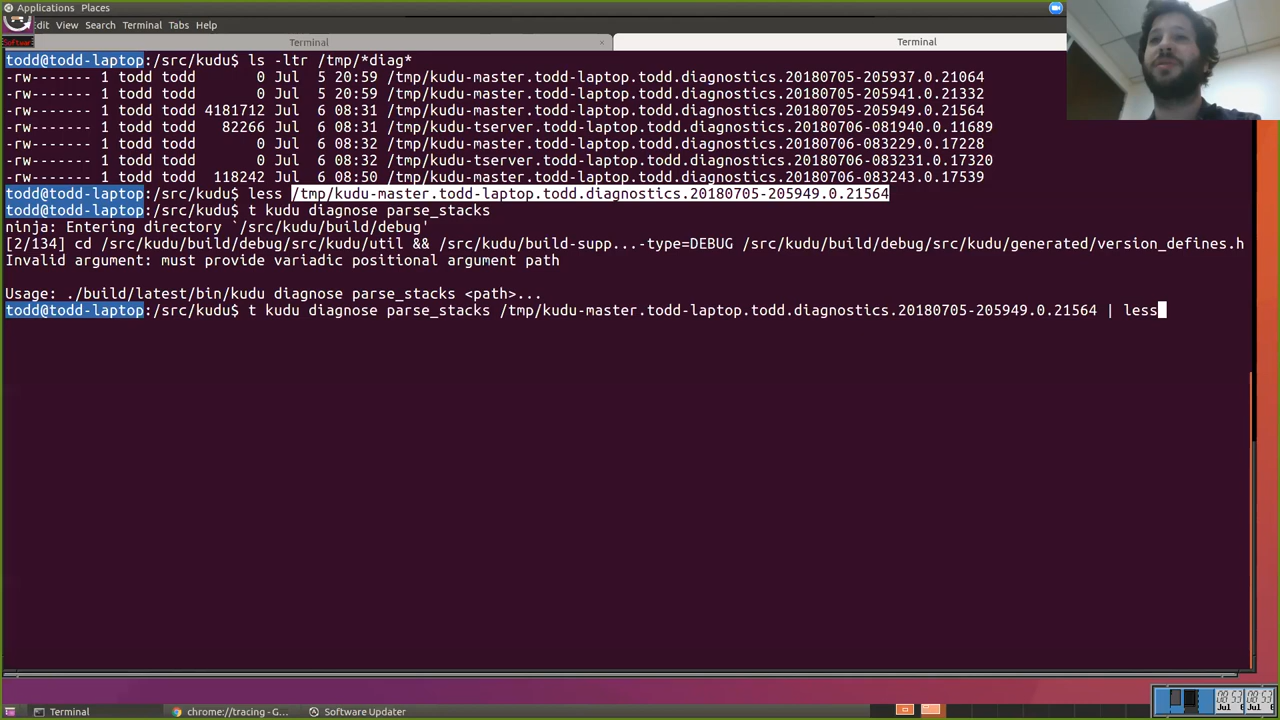 Applications Places
Edit View Search Terminal Tabs Help
Terminal × Terminal
todd@todd-laptop:/src/kudu$ ls -ltr /tmp/*diag*
-rw------- 1 todd todd 0 Jul 5 20:59 /tmp/kudu-master.todd-laptop.todd.diagnostics.20180705-205937.0.21064
-rw------- 1 todd todd 0 Jul 5 20:59 /tmp/kudu-master.todd-laptop.todd.diagnostics.20180705-205941.0.21332
-rw------- 1 todd todd 4181712 Jul 6 08:31 /tmp/kudu-master.todd-laptop.todd.diagnostics.20180705-205949.0.21564
-rw------- 1 todd todd 82266 Jul 6 08:31 /tmp/kudu-tserver.todd-laptop.todd.diagnostics.20180706-081940.0.11689
-rw------- 1 todd todd 0 Jul 6 08:32 /tmp/kudu-master.todd-laptop.todd.diagnostics.20180706-083229.0.17228
-rw------- 1 todd todd 0 Jul 6 08:32 /tmp/kudu-tserver.todd-laptop.todd.diagnostics.20180706-083231.0.17320
-rw------- 1 todd todd 118242 Jul 6 08:50 /tmp/kudu-master.todd-laptop.todd.diagnostics.20180706-083243.0.17539
todd@todd-laptop:/src/kudu$ less /tmp/kudu-master.todd-laptop.todd.diagnostics.20180705-205949.0.21564
todd@todd-laptop:/src/kudu$ t kudu diagnose parse_stacks
ninja: Entering directory `/src/kudu/build/debug'
[2/134] cd /src/kudu/build/debug/src/kudu/util && /src/kudu/build-supp...-type=DEBUG /src/kudu/build/debug/src/kudu/generated/version_defines.h
Invalid argument: must provide variadic positional argument path
Usage: ./build/latest/bin/kudu diagnose parse_stacks <path>...
todd@todd-laptop:/src/kudu$ t kudu diagnose parse_stacks /tmp/kudu-master.todd-laptop.todd.diagnostics.20180705-205949.0.21564 | less
Terminal chrome://tracing - G... Software Updater